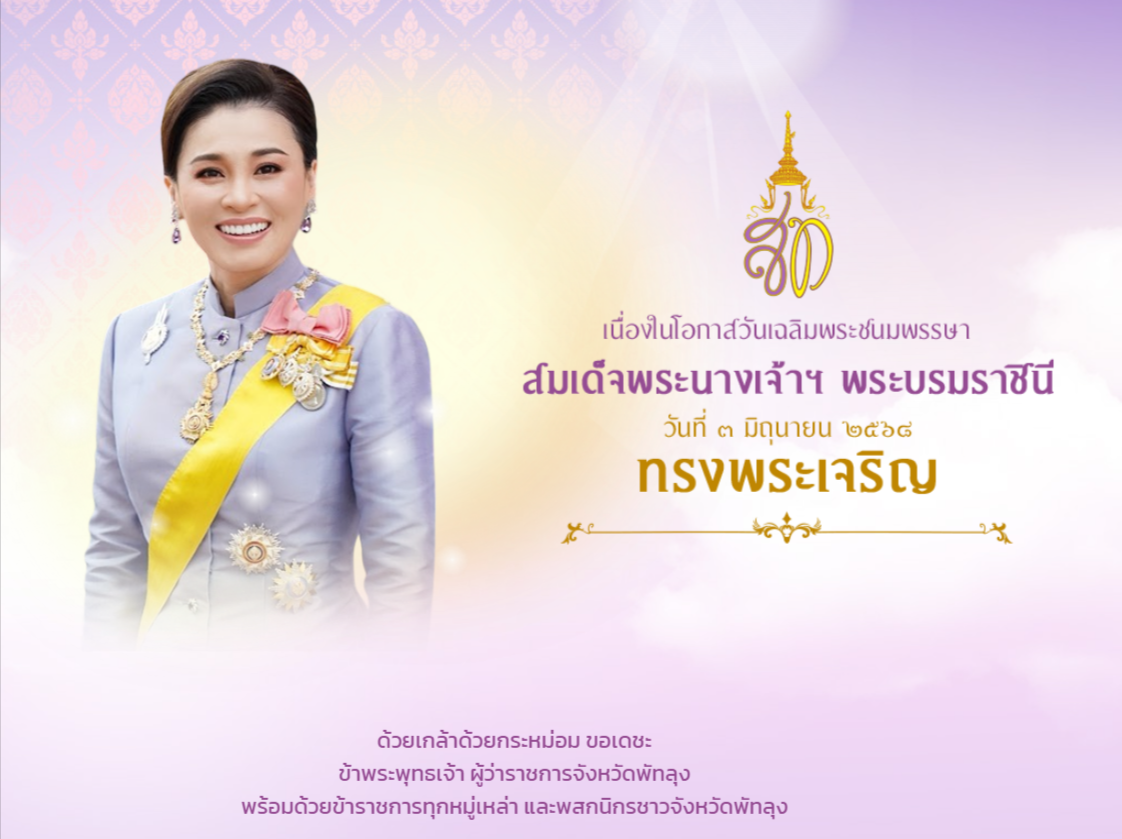 สท
เนื่องในโอกาสวันเฉลิมพระชนมพรรษา
สมเด็จพระนางเจ้าฯ พระบรมราชินี
วันที่ ๓ มิถุนายน ๒๕๖๘
ทรงพระเจริญ
ด้วยเกล้าด้วยกระหม่อม ขอเดชะ
ข้าพระพุทธเจ้า ผู้ว่าราชการจังหวัดพัทลุง
พร้อมด้วยข้าราชการทุกหมู่เหล่า และพสกนิกรชาวจังหวัดพัทลุง